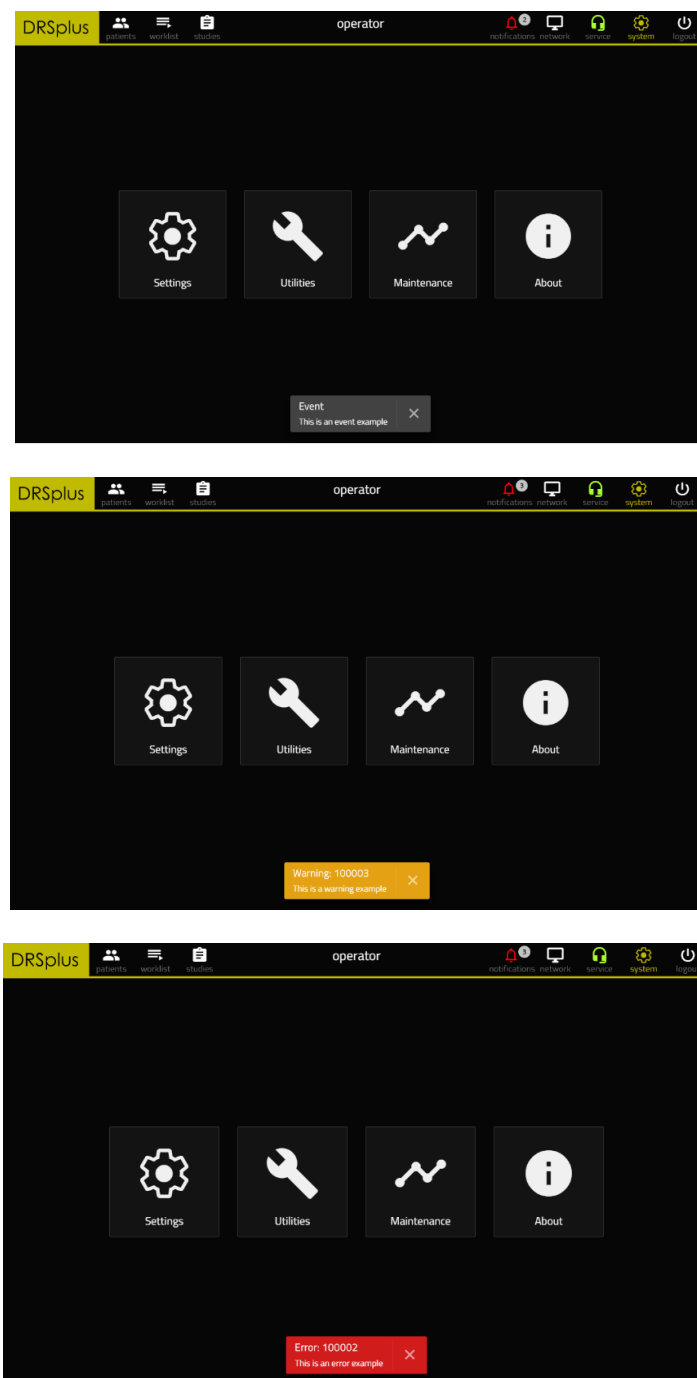 DRSplus patients worklist studies operator 2 notifications network service system logout
Settings Utilities Maintenance About
Event
This is an event example
DRSplus patients worklist studies operator 3 notifications network service system logout
Settings Utilities Maintenance About
Warning: 100003
This is a warning example
DRSplus patients worklist studies operator 3 notifications network service system logou
Settings Utilities Maintenance About
Error: 100002
This is an error example